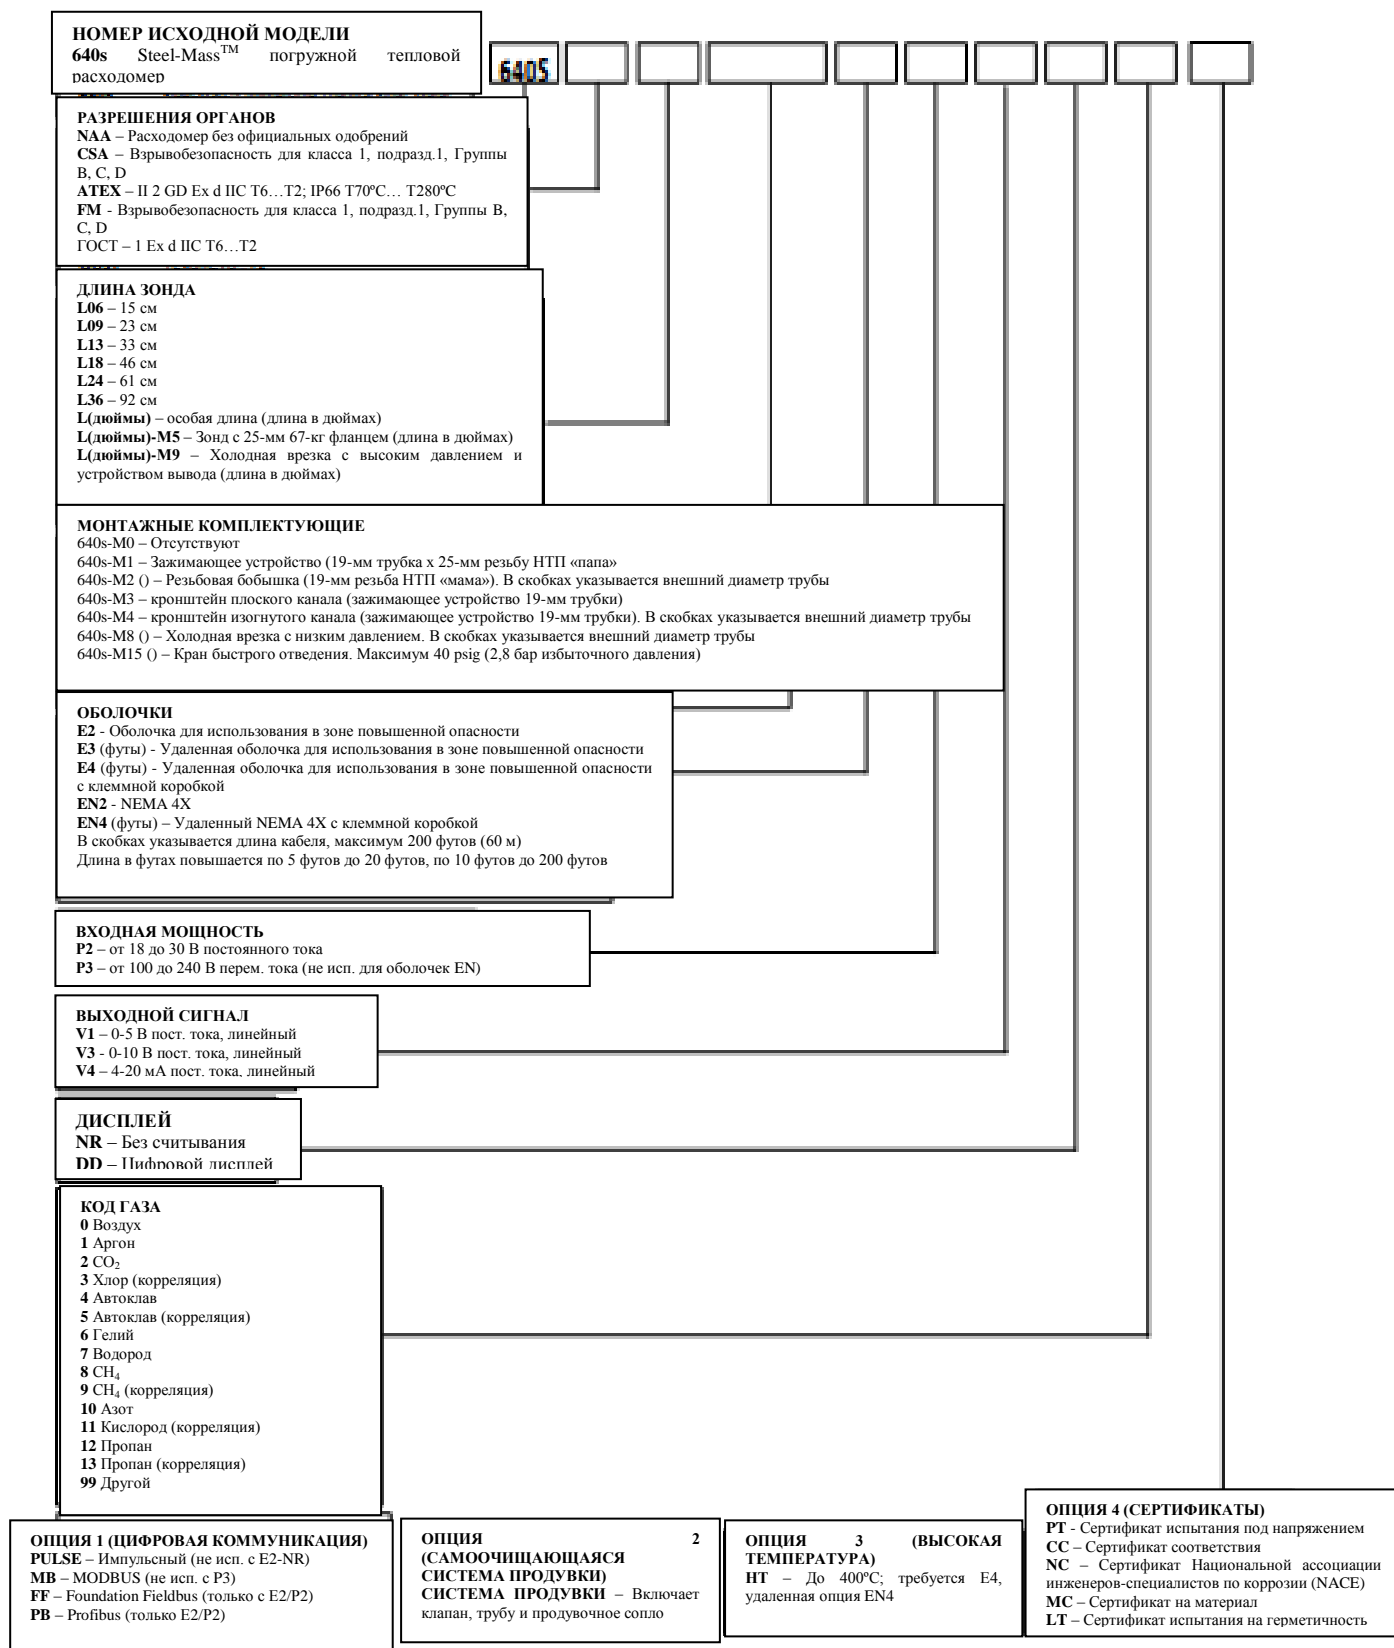 НОМЕР ИСХОДНОЙ МОДЕЛИ
640s Steel-Mass™ погружной тепловой
расходомер
640S
РАЗРЕШЕНИЯ ОРГАНОВ
NAA – Расходомер без официальных одобрений
CSA – Взрывобезопасность для класса 1, подразд.1, Группы
B, C, D
ATEX – II 2 GD Ex d IIC T6…T2; IP66 T70ºC… T280ºC
FM - Взрывобезопасность для класса 1, подразд.1, Группы B,
C, D
ГОСТ – 1 Ex d IIC T6…T2
ДЛИНА ЗОНДА
L06 – 15 см
L09 – 23 см
L13 – 33 см
L18 – 46 см
L24 – 61 см
L36 – 92 см
L(дюймы) – особая длина (длина в дюймах)
L(дюймы)-M5 – Зонд с 25-мм 67-кг фланцем (длина в дюймах)
L(дюймы)-M9 – Холодная врезка с высоким давлением и
устройством вывода (длина в дюймах)
МОНТАЖНЫЕ КОМПЛЕКТУЮЩИЕ
640s-M0 – Отсутствуют
640s-M1 – Зажимающее устройство (19-мм трубка х 25-мм резьбу НТП «папа»
640s-M2 () – Резьбовая бобышка (19-мм резьба НТП «мама»). В скобках указывается внешний диаметр трубы
640s-M3 – кронштейн плоского канала (зажимающее устройство 19-мм трубки)
640s-M4 – кронштейн изогнутого канала (зажимающее устройство 19-мм трубки). В скобках указывается внешний диаметр трубы
640s-M8 () – Холодная врезка с низким давлением. В скобках указывается внешний диаметр трубы
640s-M15 () – Кран быстрого отведения. Максимум 40 psig (2,8 бар избыточного давления)
ОБОЛОЧКИ
E2 - Оболочка для использования в зоне повышенной опасности
E3 (футы) - Удаленная оболочка для использования в зоне повышенной опасности
E4 (футы) - Удаленная оболочка для использования в зоне повышенной опасности
с клеммной коробкой
EN2 - NEMA 4X
EN4 (футы) – Удаленный NEMA 4X с клеммной коробкой
В скобках указывается длина кабеля, максимум 200 футов (60 м)
Длина в футах повышается по 5 футов до 20 футов, по 10 футов до 200 футов
ВХОДНАЯ МОЩНОСТЬ
P2 – от 18 до 30 В постоянного тока
P3 – от 100 до 240 В перем. тока (не исп. для оболочек EN)
ВЫХОДНОЙ СИГНАЛ
V1 – 0-5 В пост. тока, линейный
V3 - 0-10 В пост. тока, линейный
V4 – 4-20 мА пост. тока, линейный
ДИСПЛЕЙ
NR – Без считывания
DD – Цифровой дисплей
КОД ГАЗА
0 Воздух
1 Аргон
2 CO₂
3 Хлор (корреляция)
4 Автоклав
5 Автоклав (корреляция)
6 Гелий
7 Водород
8 CH₄
9 CH₄ (корреляция)
10 Азот
11 Кислород (корреляция)
12 Пропан
13 Пропан (корреляция)
99 Другой
ОПЦИЯ 1 (ЦИФРОВАЯ КОММУНИКАЦИЯ)
PULSE – Импульсный (не исп. с E2-NR)
MB – MODBUS (не исп. с P3)
FF – Foundation Fieldbus (только с E2/P2)
PB – Profibus (только E2/P2)
ОПЦИЯ 2
(САМООЧИЩАЮЩАЯСЯ
СИСТЕМА ПРОДУВКИ)
СИСТЕМА ПРОДУВКИ – Включает
клапан, трубу и продувочное сопло
ОПЦИЯ 3 (ВЫСОКАЯ
ТЕМПЕРАТУРА)
HT – До 400ºC; требуется E4,
удаленная опция EN4
ОПЦИЯ 4 (СЕРТИФИКАТЫ)
PT - Сертификат испытания под напряжением
CC – Сертификат соответствия
NC – Сертификат Национальной ассоциации
инженеров-специалистов по коррозии (NACE)
MC – Сертификат на материал
LT – Сертификат испытания на герметичность